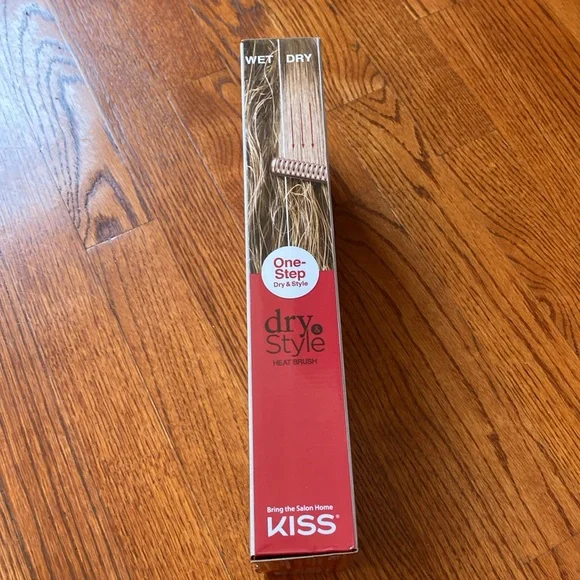 WET DRY
One-
Step
Dry & Style
dry &
Style
HEAT BRUSH
Bring the Salon Home
KISS®